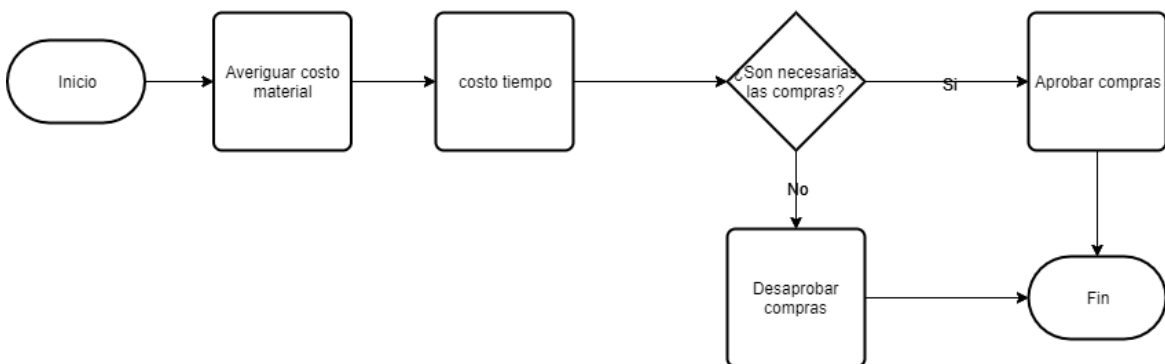 Inicio
Averiguar costo
material
costo tiempo
¿Son necesarias
las compras?
Si
Aprobar compras
No
Desaprobar
compras
Fin